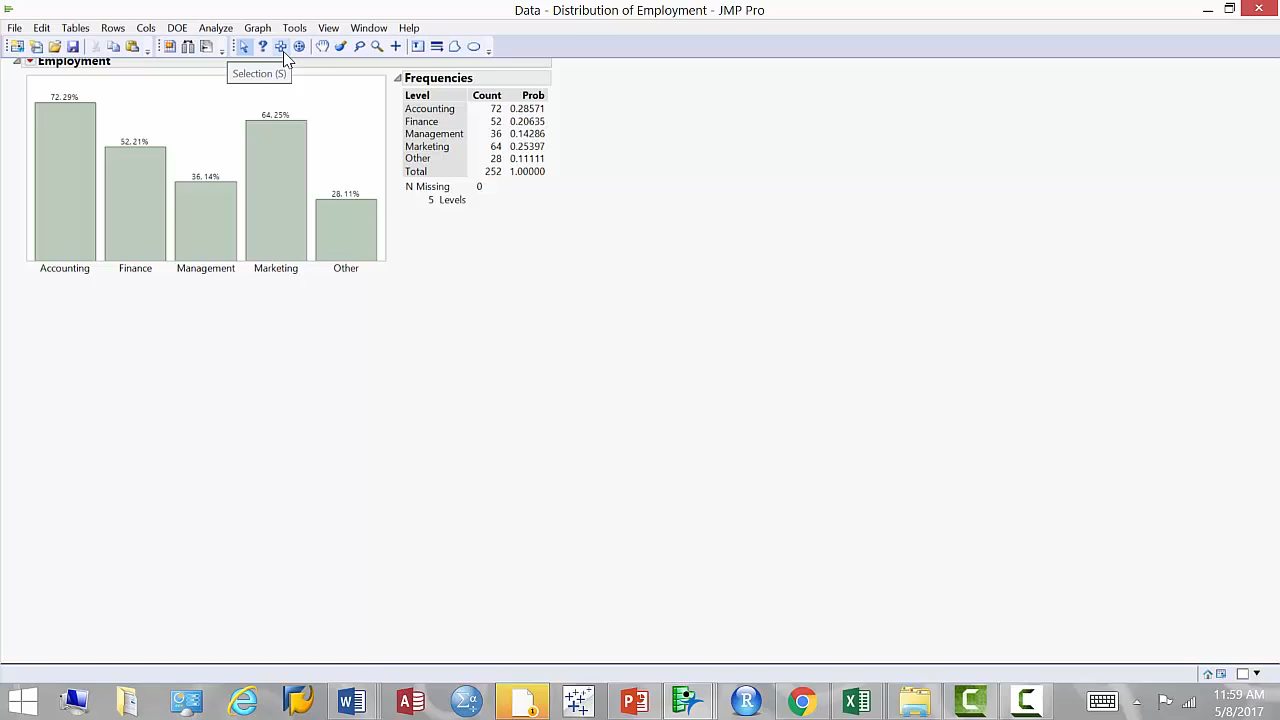 Data - Distribution of Employment - JMP Pro
File Edit Tables Rows Cols DOE Analyze Graph Tools View Window Help
Employment
Selection (S)
72, 29%
52, 21%
36, 14%
64, 25%
28, 11%
Accounting Finance Management Marketing Other
Frequencies
Level Count Prob
Accounting 72 0.28571
Finance 52 0.20635
Management 36 0.14286
Marketing 64 0.25397
Other 28 0.11111
Total 252 1.00000
N Missing 0
5 Levels
11:59 AM
5/8/2017